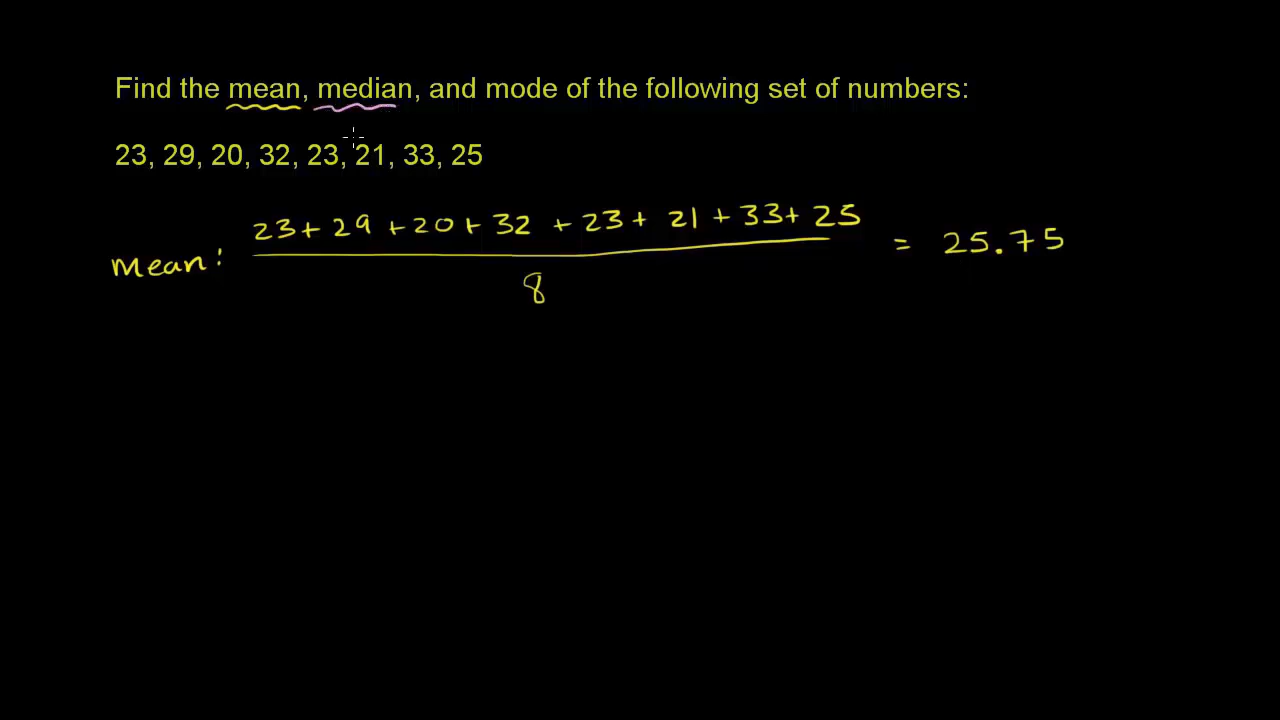 Find the mean, median, and mode of the following set of numbers:
23, 29, 20, 32, 23, 21, 33, 25
23+ 29 +20+ 32 + 23+ 21 + 33+ 25
Mean: = 25.75
8